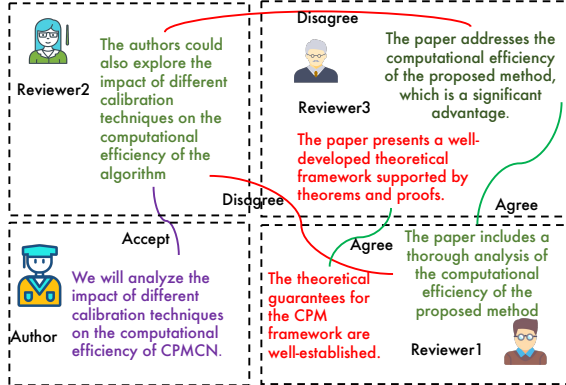 Disagree
The authors could
also explore the
impact of different
calibration
techniques on the
computational
efficiency of the
algorithm
Reviewer2
The paper addresses the
computational efficiency
of the proposed method,
which is a significant
advantage.
Reviewer3
The paper presents a well-
developed theoretical
framework supported by
theorems and proofs.
Disagree
Agree
Accept
Agree
We will analyze the
impact of different
calibration techniques
on the computational
efficiency of CPMCN.
Author
The theoretical
guarantees for
the CPM
framework are
well-established.
The paper includes a
thorough analysis of
the computational
efficiency of the
proposed method
Reviewer1